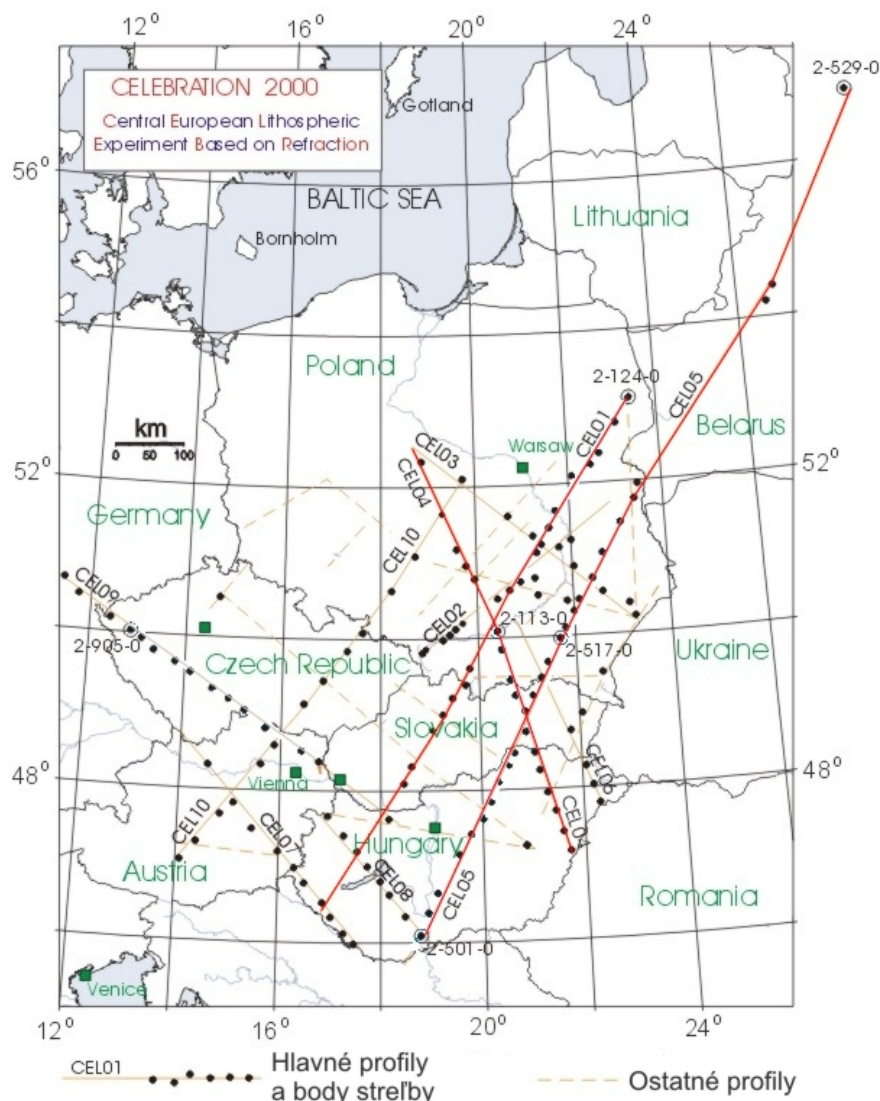 12°
16°
20°
22°
24°
2-529-0
CELEBRATION 2000
Central European Lithospheric
Experiment Based on Refraction
Gotland
56°
56°
BALTIC SEA
Lithuania
Bornholm
Poland
2-124-0
CEL05
CEL01
Belarus
km
0 50 100
CEL03
Warsaw
52°
52°
CEL04
Germany
CEL10
CEL09
CEL02
2-113-0
2-905-0
2-517-0
Czech Republic
Ukraine
Slovakia
48°
48°
Vienna
CEL06
CEL10
CEL07
Hungary
CEL04
Austria
CEL08
CEL05
Romania
2-501-0
Venice
12°
16°
20°
24°
CEL01
Hlavné profily
a body streľby
Ostatné profily